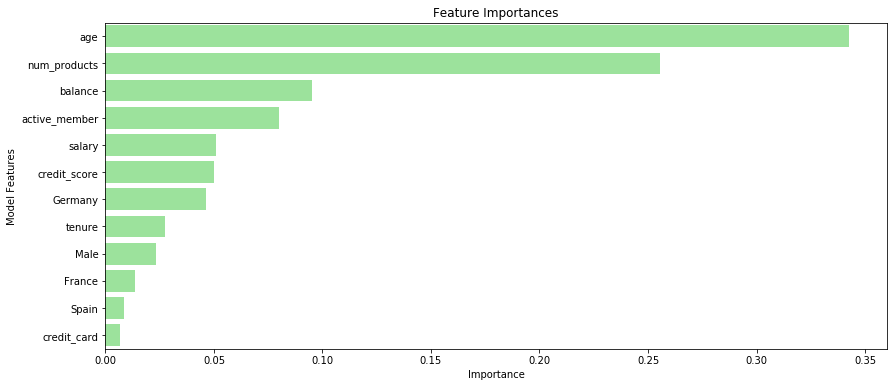 Feature Importances
age
num_products
balance
active_member
salary
credit_score
Germany
tenure
Male
France
Spain
credit_card
Model Features
0.00 0.05 0.10 0.15 0.20 0.25 0.30 0.35
Importance